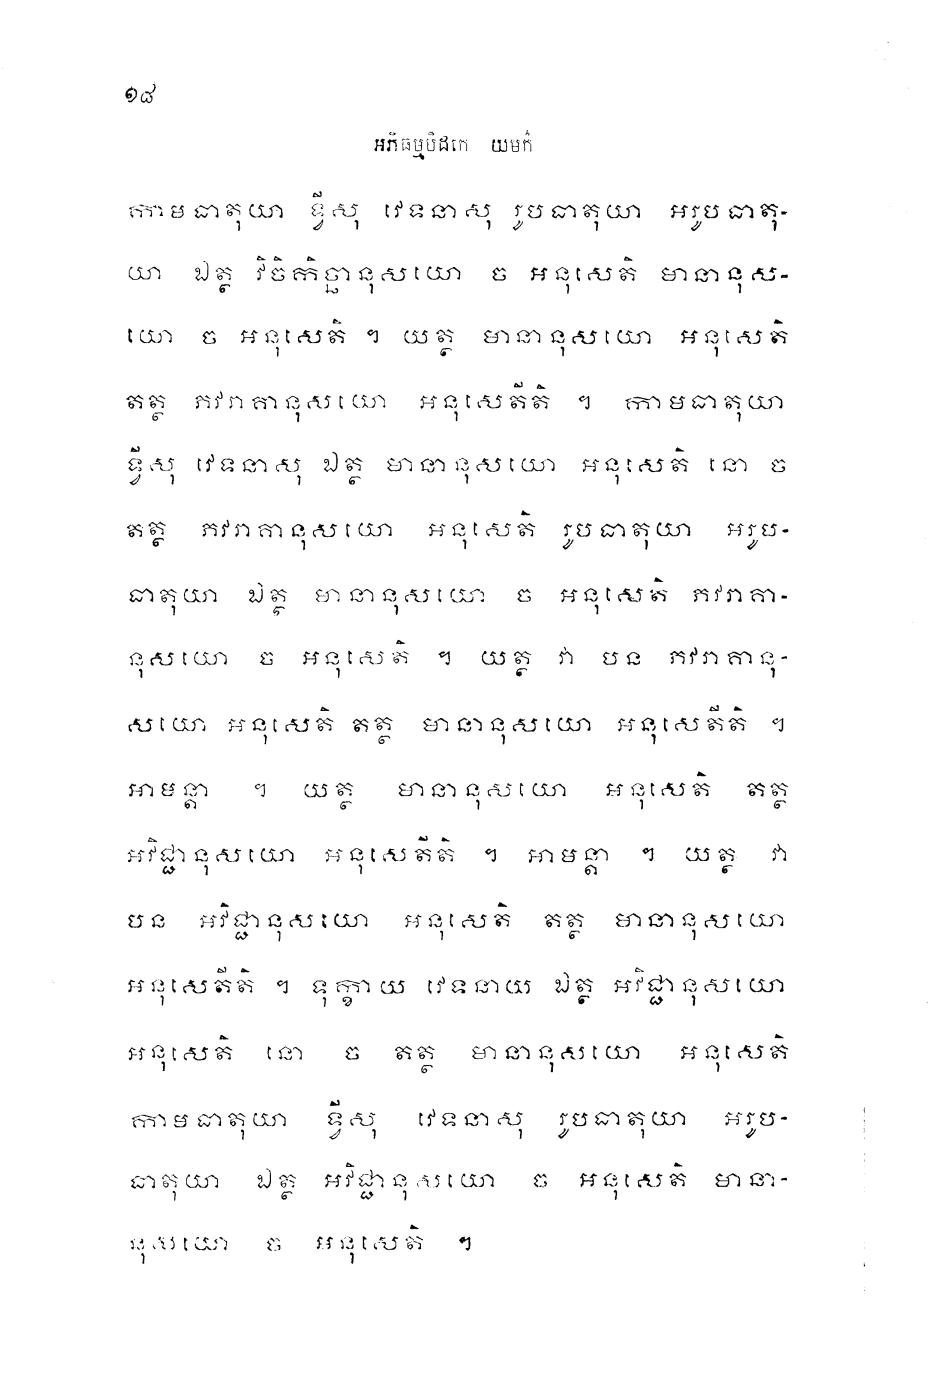 ១៨
អភិធម្មបិដកេ យមកំ
កាមធាតុយា ទ្វីសុ វេទនាសុ រូបធាតុយា អរូបធាតុ-
យា ឯត្ថ វិចិកិច្ឆានុសយោ ច អនុសេតិ មានានុស-
យោ ច អនុសេតិ ។ យត្ថ មានានុសយោ អនុសេតិ
តត្ថ ភវរាគានុសយោ អនុសេតីតិ ។ កាមធាតុយា
ទ្វីសុ វេទនាសុ ឯត្ថ មានានុសយោ អនុសេតិ នោ ច
តត្ថ ភវរាគានុសយោ អនុសេតិ រូបធាតុយា អរូប-
ធាតុយា ឯត្ថ មានានុសយោ ច អនុសេតិ ភវរាគា-
នុសយោ ច អនុសេតិ ។ យត្ថ វា បន ភវរាគានុ-
សយោ អនុសេតិ តត្ថ មានានុសយោ អនុសេតីតិ ។
អាមន្តា ។ យត្ថ មានានុសយោ អនុសេតិ តត្ថ
អវិជ្ជានុសយោ អនុសេតីតិ ។ អាមន្តា ។ យត្ថ វា
បន អវិជ្ជានុសយោ អនុសេតិ តត្ថ មានានុសយោ
អនុសេតីតិ ។ ទុក្ខាយ វេទនាយ ឯត្ថ អវិជ្ជានុសយោ
អនុសេតិ នោ ច តត្ថ មានានុសយោ អនុសេតិ
កាមធាតុយា ទ្វីសុ វេទនាសុ រូបធាតុយា អរូប-
ធាតុយា ឯត្ថ អវិជ្ជានុសយោ ច អនុសេតិ មានា-
នុសយោ ច អនុសេតិ ។